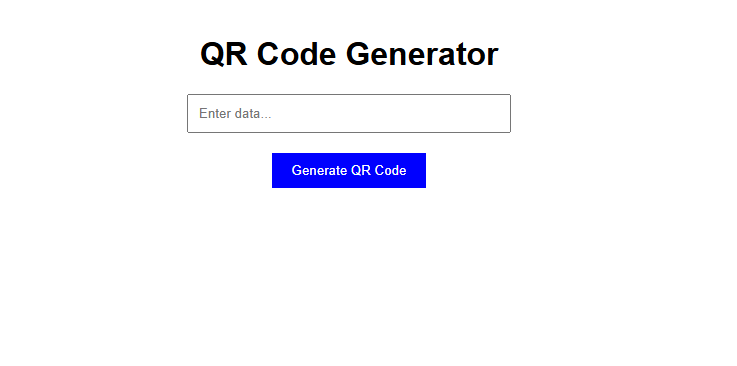 QR Code Generator
Enter data...
Generate QR Code